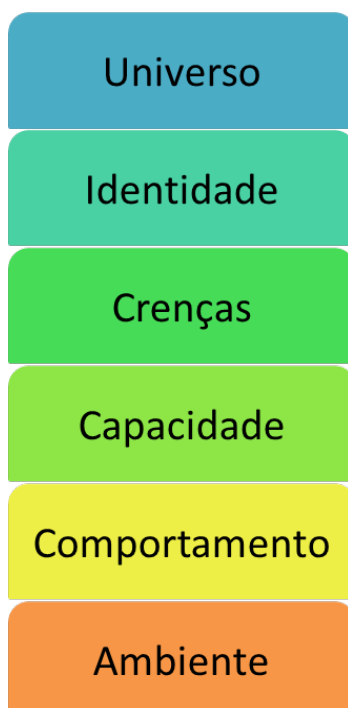 Universo
Identidade
Crenças
Capacidade
Comportamento
Ambiente